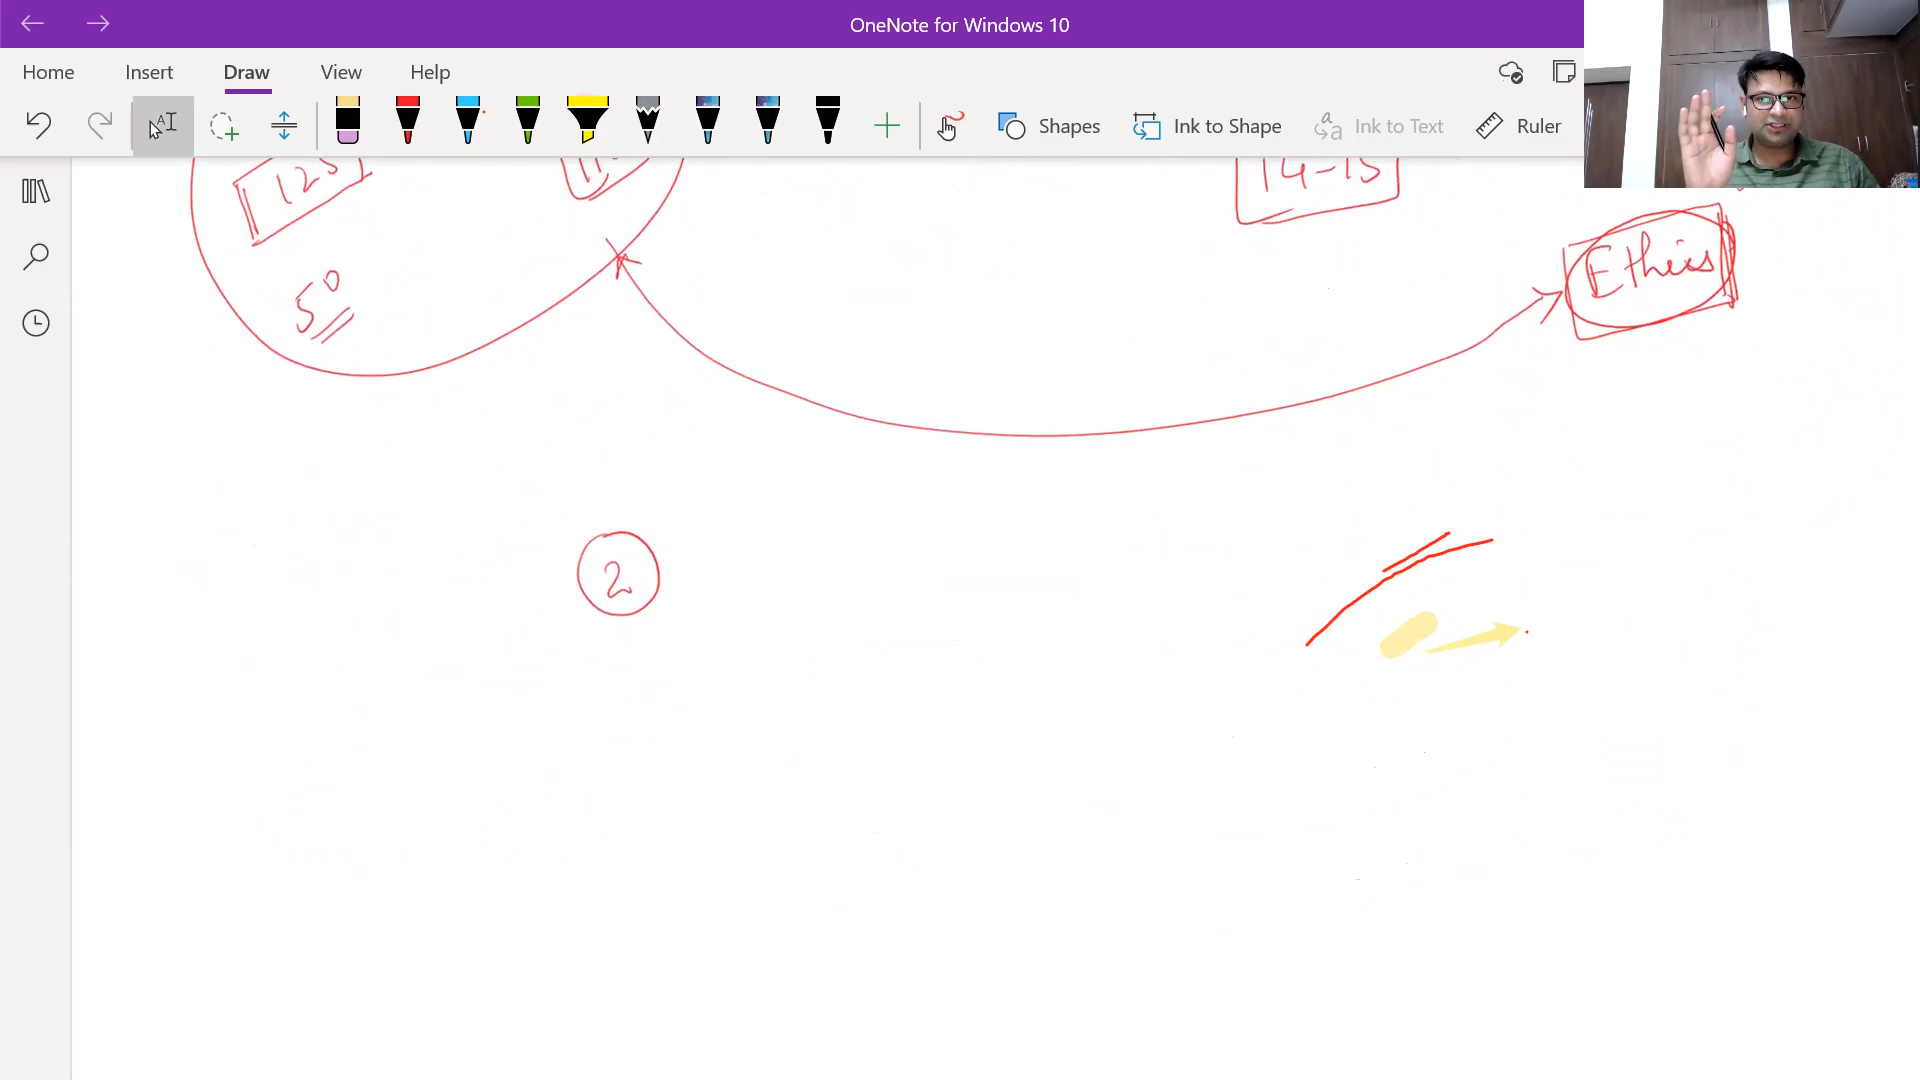 OneNote for Windows 10
Home Insert Draw View Help
Shapes Ink to Shape Ink to Text Ruler
125
14-15
Ethics
50
2